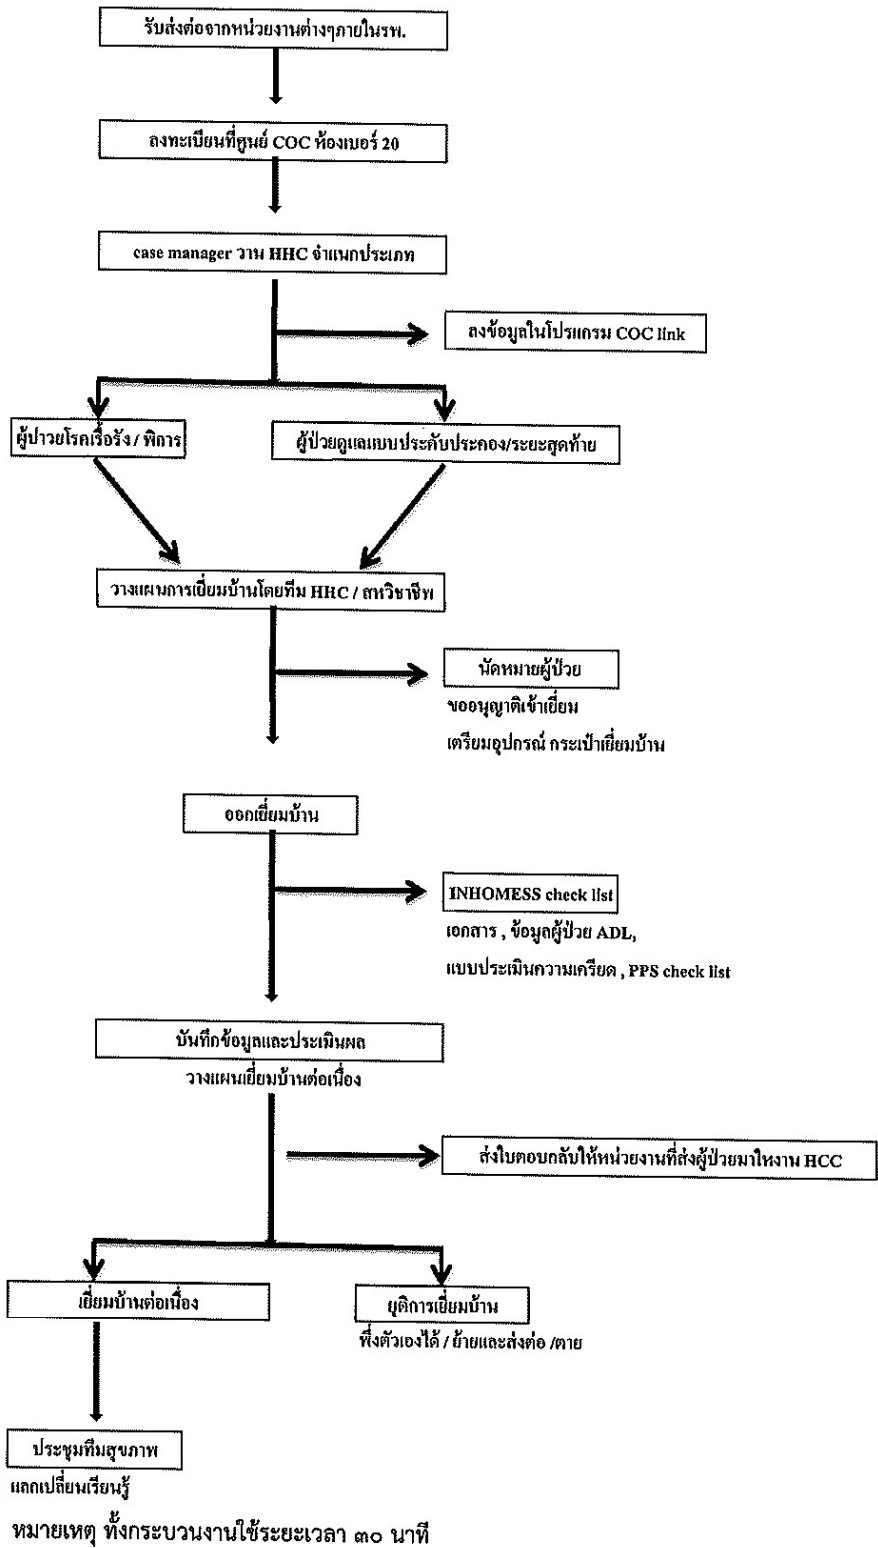 รับส่งต่อจากหน่วยงานต่างๆภายในรพ.
ลงทะเบียนที่ศูนย์ COC ห้องเบอร์ 20
case manager วาน HHC จำแนกประเภท
ลงข้อมูลในโปรแกรม COC link
ผู้ปาวยโรคเรื้อรัง / พิการ
ผู้ป่วยดูแลแบบประคับประคอง/ระยะสุดท้าย
วางแผนการเยี่ยมบ้านโดยทีม HHC / สหวิชาชีพ
นัดหมายผู้ป่วย
ขออนุญาติเข้าเยี่ยม
เตรียมอุปกรณ์ กระเป๋าเยี่ยมบ้าน
ออกเยี่ยมบ้าน
INHOMESS check list
เอกสาร , ข้อมูลผู้ป่วย ADL,
แบบประเมินความเครียด , PPS check list
บันทึกข้อมูลและประเมินผล
วางแผนเยี่ยมบ้านต่อเนื่อง
ส่งใบตอบกลับให้หน่วยงานที่ส่งผู้ป่วยมาให้งาน HCC
เยี่ยมบ้านต่อเนื่อง
ยุติการเยี่ยมบ้าน
พึ่งตัวเองได้ / ย้ายและส่งต่อ /ตาย
ประชุมทีมสุขภาพ
แลกเปลี่ยนเรียนรู้
หมายเหตุ ทั้งกระบวนงานใช้ระยะเวลา ๓๐ นาที